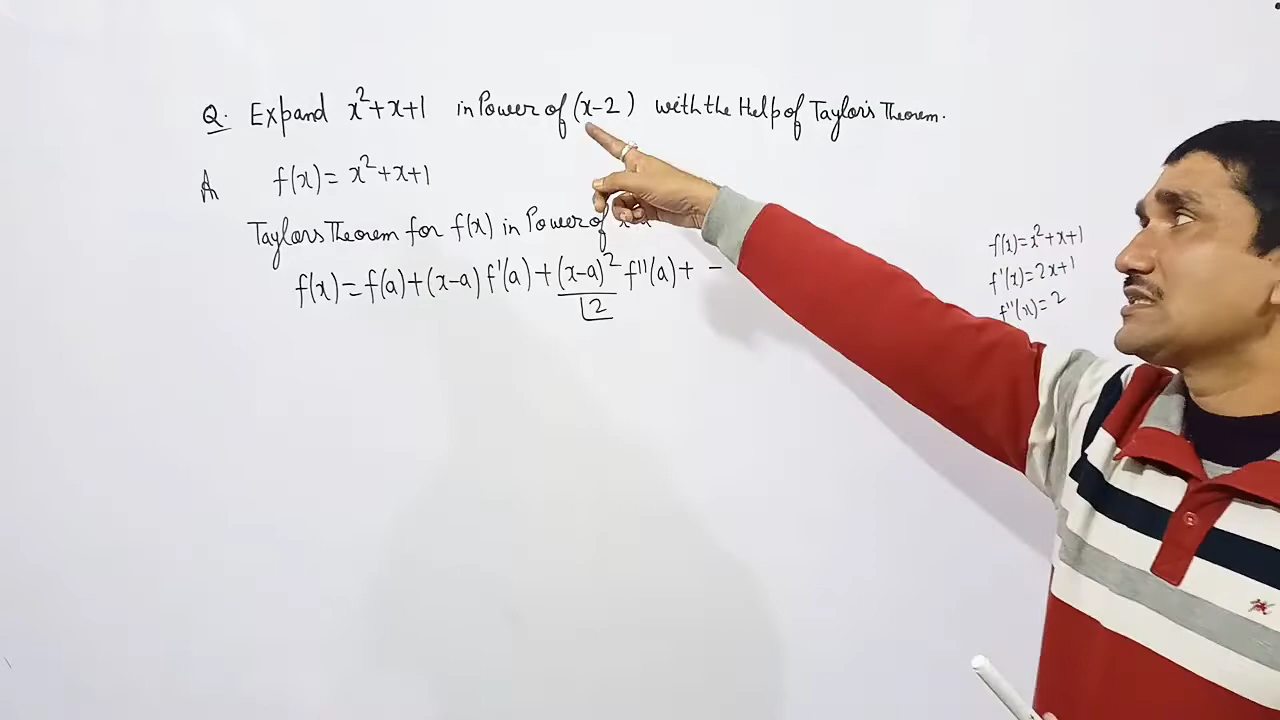 Q. Expand x²+x+1 in Power of (x-2) with the Help of Taylor's Theorem.
A f(x) = x²+x+1
Taylors Theorem for f(x) in Power of x-a
f(x) = f(a)+(x-a) f'(a)+(x-a)²/⌊2 f''(a)+ -
f(x)=x²+x+1
f'(x)=2x+1
f''(x)=2